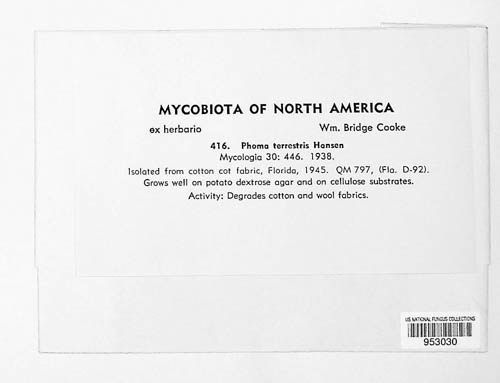 MYCOBIOTA OF NORTH AMERICA
ex herbario Wm. Bridge Cooke
416. Phoma terrestris Hansen
Mycologia 30: 446. 1938.
Isolated from cotton cot fabric, Florida, 1945. QM 797, (Fla. D-92).
Grows well on potato dextrose agar and on cellulose substrates.
Activity: Degrades cotton and wool fabrics.
US NATIONAL FUNGUS COLLECTIONS
953030